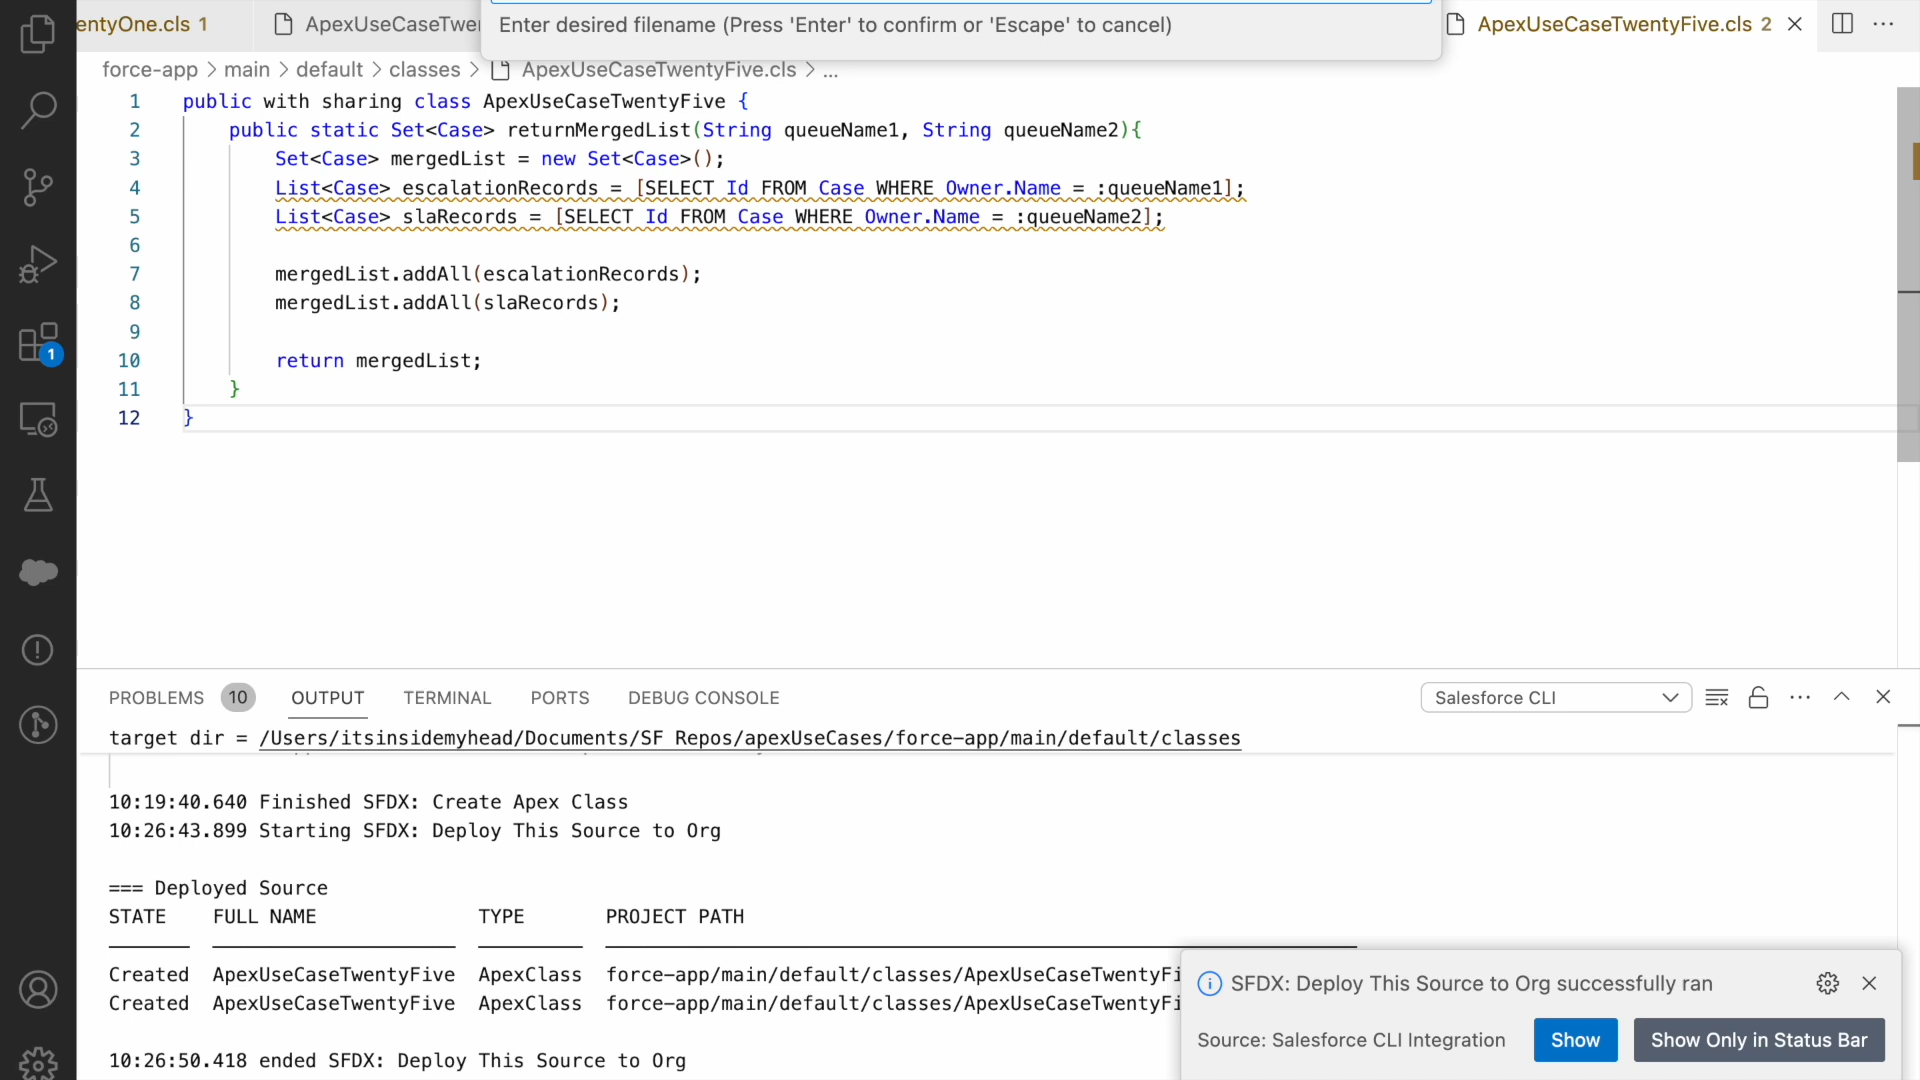 entyOne.cls 1
ApexUseCaseTwe
Enter desired filename (Press 'Enter' to confirm or 'Escape' to cancel)
ApexUseCaseTwentyFive.cls 2
force-app > main > default > classes > ApexUseCaseTwentyFive.cls > ...
1 public with sharing class ApexUseCaseTwentyFive {
2 public static Set<Case> returnMergedList(String queueName1, String queueName2){
3 Set<Case> mergedList = new Set<Case>();
4 List<Case> escalationRecords = [SELECT Id FROM Case WHERE Owner.Name = :queueName1];
5 List<Case> slaRecords = [SELECT Id FROM Case WHERE Owner.Name = :queueName2];
6
7 mergedList.addAll(escalationRecords);
8 mergedList.addAll(slaRecords);
9
10 return mergedList;
11 }
12 }
1
PROBLEMS 10 OUTPUT TERMINAL PORTS DEBUG CONSOLE
Salesforce CLI
target dir = /Users/itsinsidemyhead/Documents/SF Repos/apexUseCases/force-app/main/default/classes
10:19:40.640 Finished SFDX: Create Apex Class
10:26:43.899 Starting SFDX: Deploy This Source to Org
=== Deployed Source
STATE FULL NAME TYPE PROJECT PATH
Created ApexUseCaseTwentyFive ApexClass force-app/main/default/classes/ApexUseCaseTwentyFi
Created ApexUseCaseTwentyFive ApexClass force-app/main/default/classes/ApexUseCaseTwentyFi
10:26:50.418 ended SFDX: Deploy This Source to Org
SFDX: Deploy This Source to Org successfully ran
Source: Salesforce CLI Integration
Show
Show Only in Status Bar